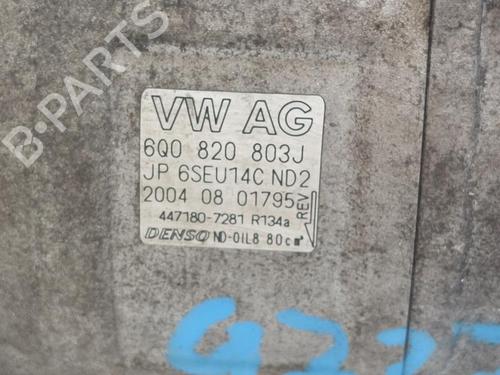 B-PARTS
VW AG
6Q0 820 803J
JP 6SEU14C ND2
2004 08 01795
REV
447180-7281 R134a
DENSO ND-OIL8 80cm³